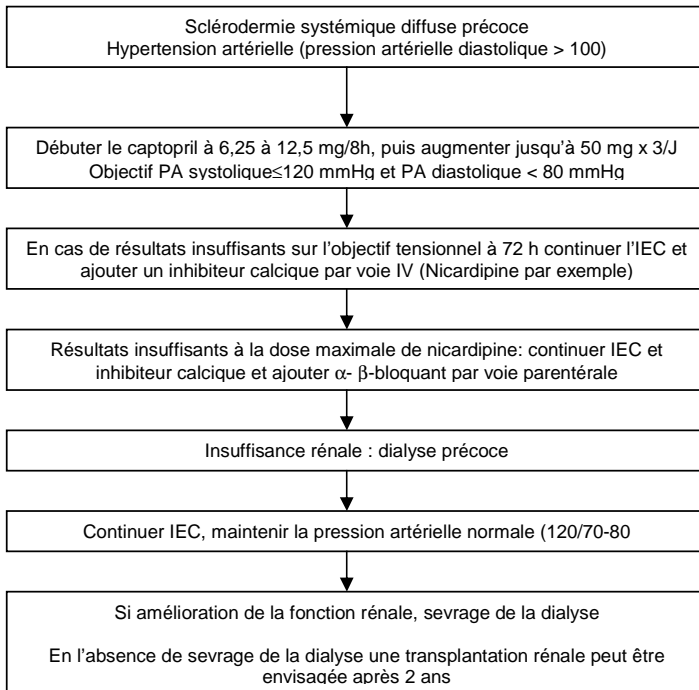 Sclérodermie systémique diffuse précoce
Hypertension artérielle (pression artérielle diastolique > 100)
Débuter le captopril à 6,25 à 12,5 mg/8h, puis augmenter jusqu'à 50 mg x 3/J
Objectif PA systolique≤120 mmHg et PA diastolique < 80 mmHg
En cas de résultats insuffisants sur l'objectif tensionnel à 72 h continuer l'IEC et
ajouter un inhibiteur calcique par voie IV (Nicardipine par exemple)
Résultats insuffisants à la dose maximale de nicardipine: continuer IEC et
inhibiteur calcique et ajouter α- β-bloquant par voie parentérale
Insuffisance rénale : dialyse précoce
Continuer IEC, maintenir la pression artérielle normale (120/70-80
Si amélioration de la fonction rénale, sevrage de la dialyse
En l'absence de sevrage de la dialyse une transplantation rénale peut être
envisagée après 2 ans